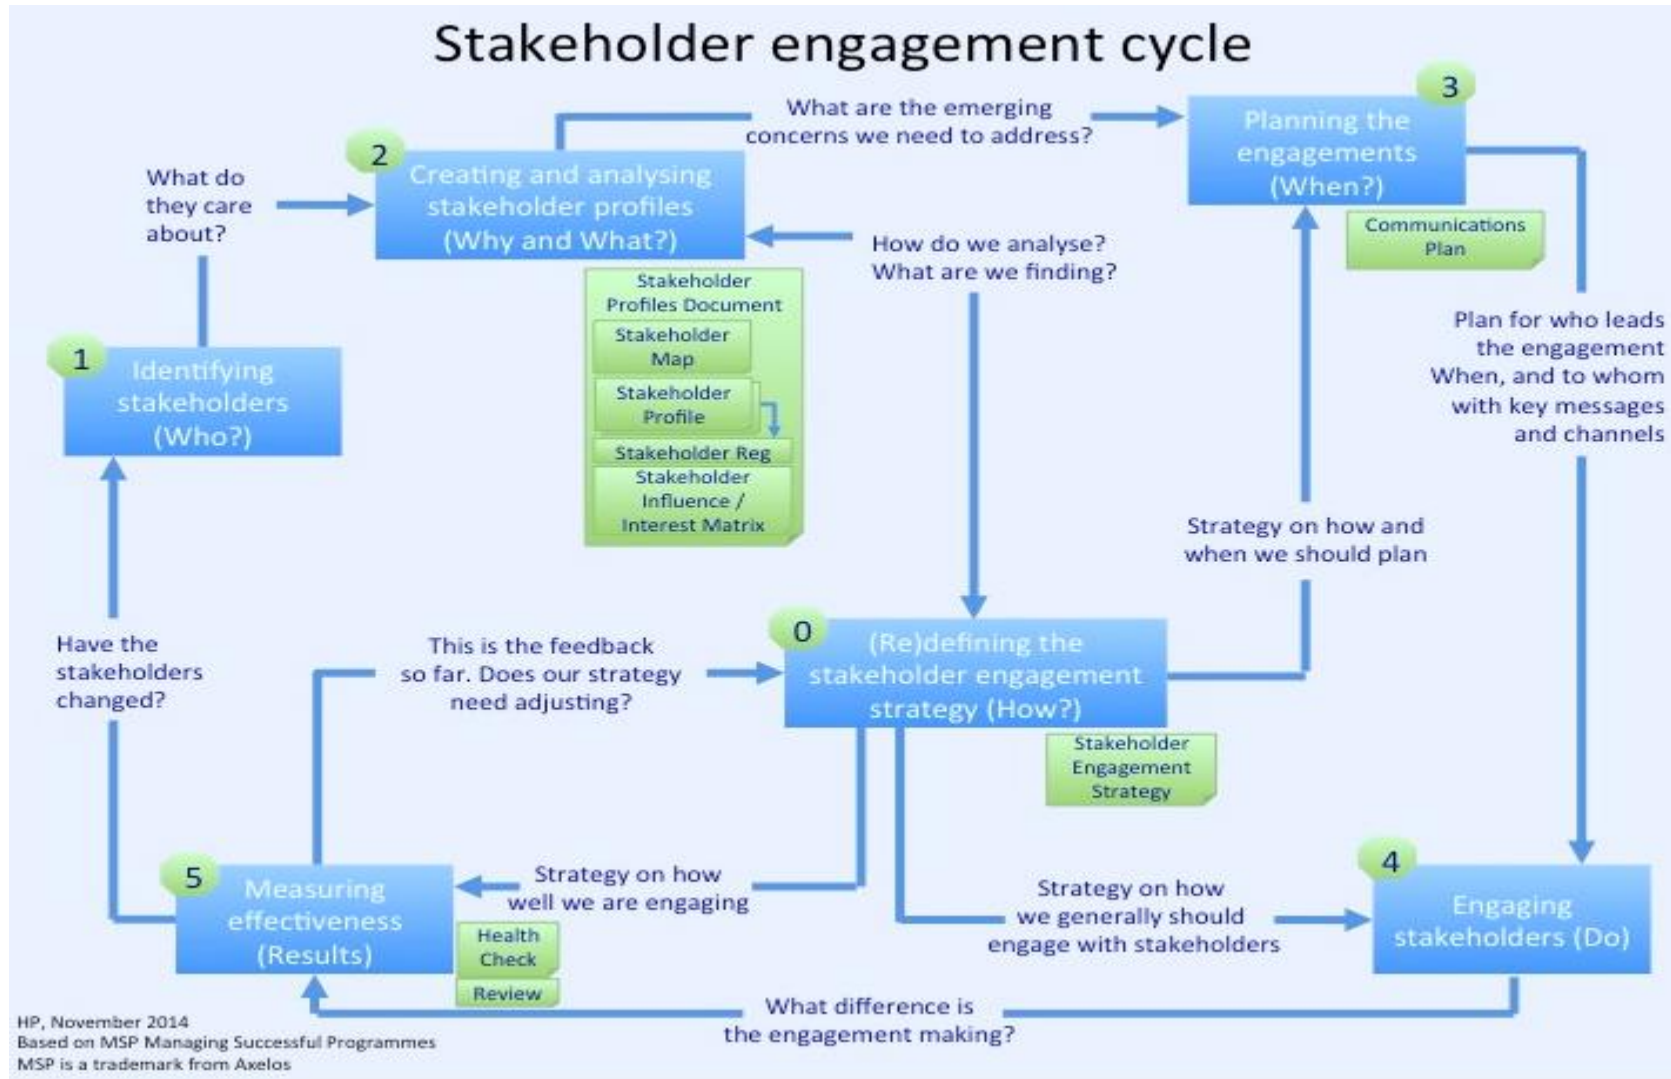 Stakeholder engagement cycle
3
What are the emerging
concerns we need to address?
Planning the
engagements
(When?)
2
Creating and analysing
stakeholder profiles
(Why and What?)
What do
they care
about?
Communications
Plan
How do we analyse?
What are we finding?
Stakeholder
Profiles Document
Stakeholder
Map
Stakeholder
Profile
Stakeholder Reg
Stakeholder
Influence /
Interest Matrix
1
Identifying
stakeholders
(Who?)
Plan for who leads
the engagement
When, and to whom
with key messages
and channels
Strategy on how and
when we should plan
Have the
stakeholders
changed?
This is the feedback
so far. Does our strategy
need adjusting?
0
(Re)defining the
stakeholder engagement
strategy (How?)
Stakeholder
Engagement
Strategy
5
Measuring
effectiveness
(Results)
Health
Check
Review
Strategy on how
well we are engaging
Strategy on how
we generally should
engage with stakeholders
4
Engaging
stakeholders (Do)
What difference is
the engagement making?
HP, November 2014
Based on MSP Managing Successful Programmes
MSP is a trademark from Axelos